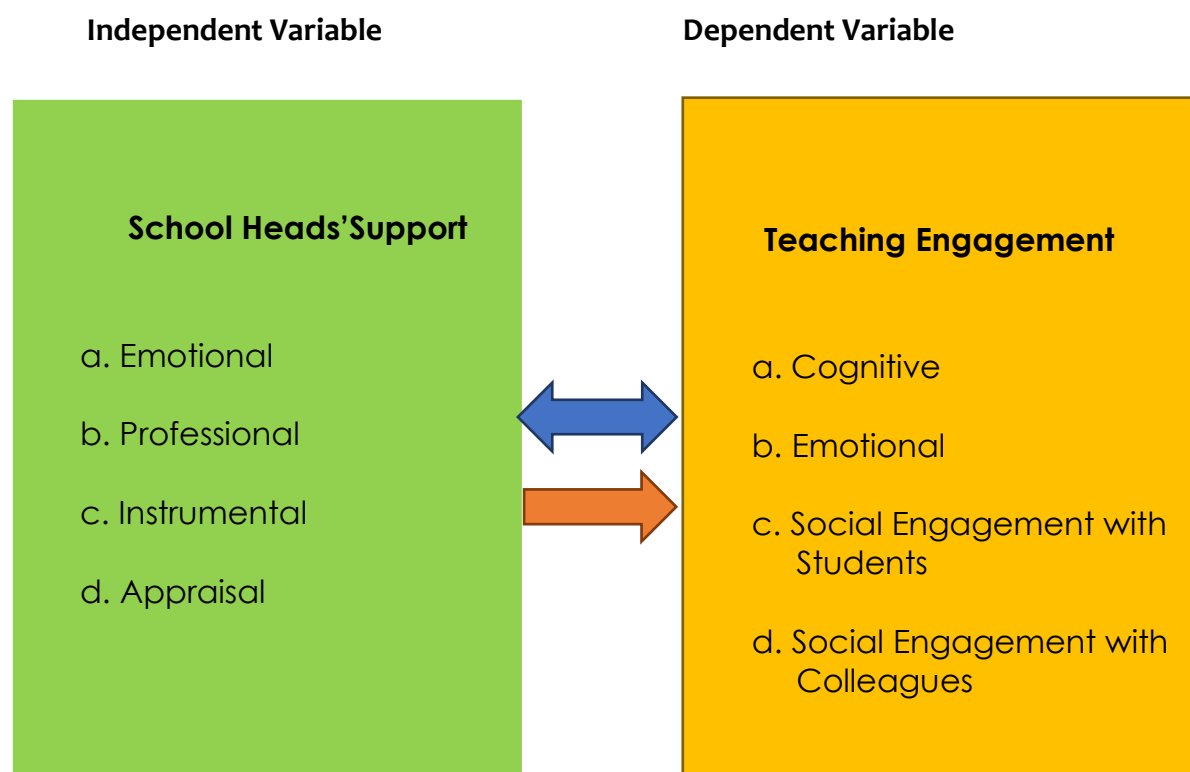 Independent Variable
Dependent Variable
School Heads’Support
a. Emotional
b. Professional
c. Instrumental
d. Appraisal
Teaching Engagement
a. Cognitive
b. Emotional
c. Social Engagement with
Students
d. Social Engagement with
Colleagues